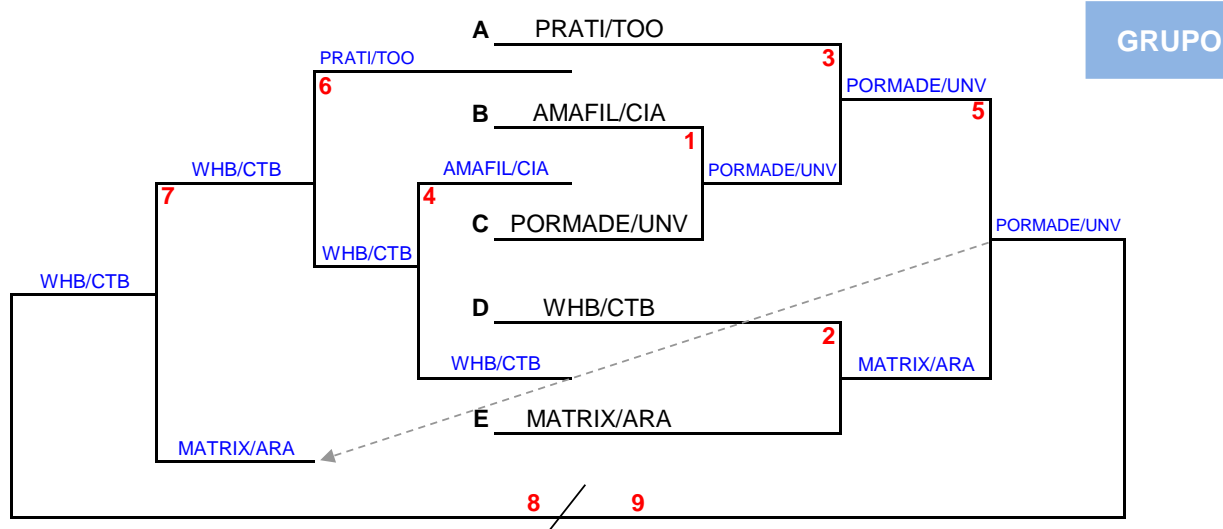 A PRATI/TOO
GRUPO
PRATI/TOO
3
6
PORMADE/UNV
5
B AMAFIL/CIA
1
WHB/CTB
AMAFIL/CIA
PORMADE/UNV
7
4
C PORMADE/UNV
PORMADE/UNV
WHB/CTB
WHB/CTB
D WHB/CTB
2
WHB/CTB
MATRIX/ARA
E MATRIX/ARA
MATRIX/ARA
8 9